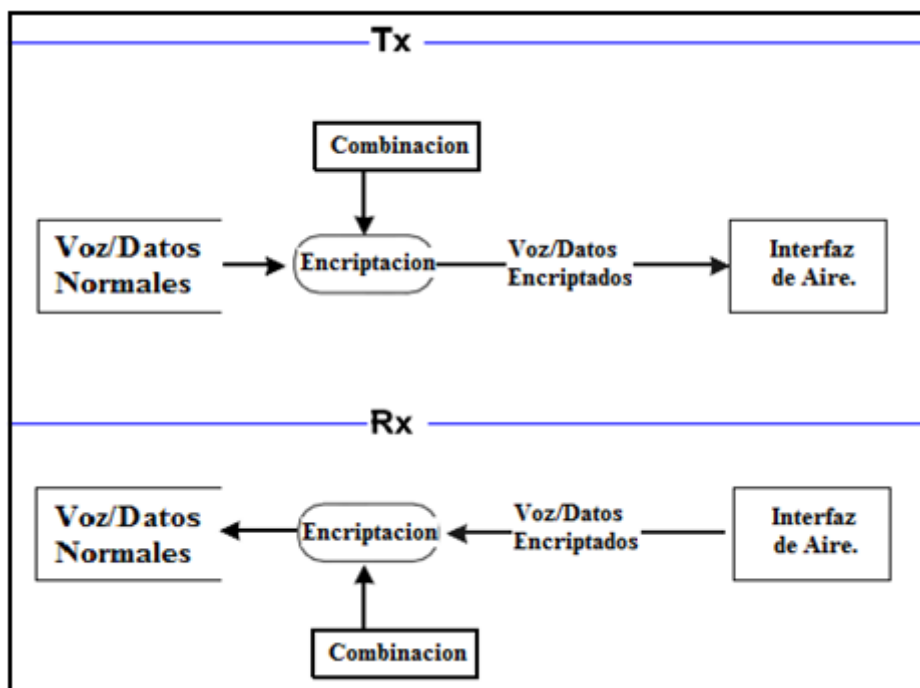 Tx
Combinacion
Voz/Datos
Normales
Encriptacion
Voz/Datos
Encriptados
Interfaz
de Aire.
Rx
Voz/Datos
Normales
Encriptacion
Voz/Datos
Encriptados
Interfaz
de Aire.
Combinacion